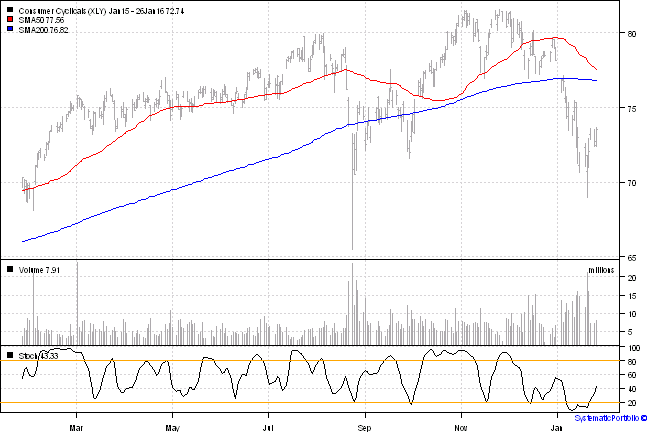 Consumer Cyclicals (XLY) Jan15 - 26Jan16 72.74
SMA50 77.56
SMA200 76.82
80
75
70
65
Volume 7.91
millions
20
15
10
5
Stoch 43.33
100
80
60
40
20
Mar May Jul Sep Nov Jan
SystematicPortfolio ©